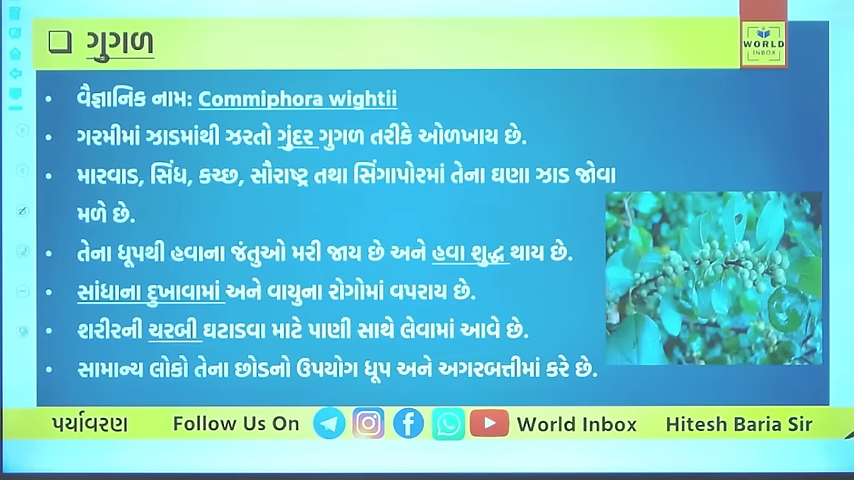 ❑ ગુગળ
WORLD
INBOX
• વૈજ્ઞાનિક નામ: Commiphora wightii
• ગરમીમાં ઝાડમાંથી ઝરતો ગુંદર ગુગળ તરીકે ઓળખાય છે.
• મારવાડ, સિંધ, કચ્છ, સૌરાષ્ટ્ર તથા સિંગાપોરમાં તેના ઘણા ઝાડ જોવા
મળે છે.
• તેના ધૂપથી હવાના જંતુઓ મરી જાય છે અને હવા શુદ્ધ થાય છે.
• સાંધાના દુખાવામાં અને વાયુના રોગોમાં વપરાય છે.
• શરીરની ચરબી ઘટાડવા માટે પાણી સાથે લેવામાં આવે છે.
• સામાન્ય લોકો તેના છોડનો ઉપયોગ ધૂપ અને અગરબત્તીમાં કરે છે.
પર્યાવરણ Follow Us On World Inbox Hitesh Baria Sir